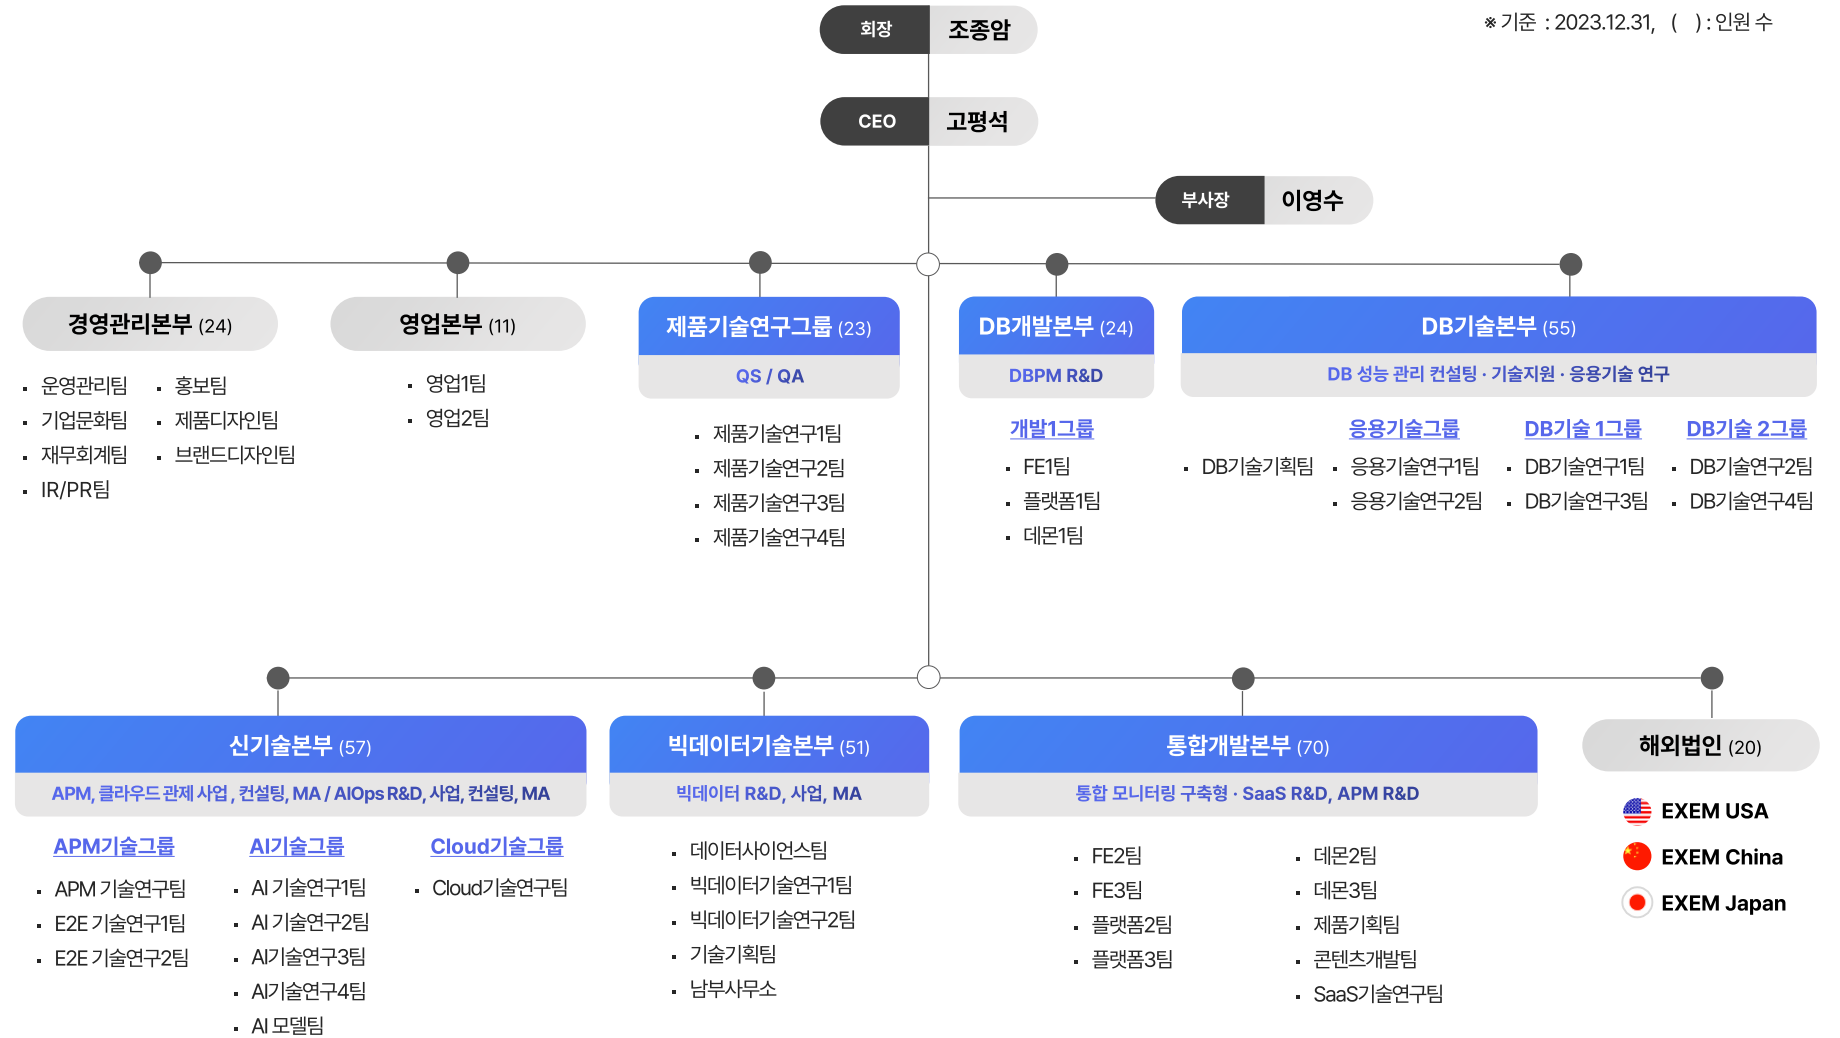 ※ 기준 : 2023.12.31, ( ) : 인원 수
회장 조종암
CEO 고평석
부사장 이영수
경영관리본부 (24)
운영관리팀
기업문화팀
재무회계팀
IR/PR팀
홍보팀
제품디자인팀
브랜드디자인팀
영업본부 (11)
영업1팀
영업2팀
제품기술연구그룹 (23)
QS / QA
제품기술연구1팀
제품기술연구2팀
제품기술연구3팀
제품기술연구4팀
DB개발본부 (24)
DBPM R&D
개발1그룹
FE1팀
플랫폼1팀
데몬1팀
DB기술본부 (55)
DB 성능 관리 컨설팅 · 기술지원 · 응용기술 연구
DB기술기획팀
응용기술그룹
응용기술연구1팀
응용기술연구2팀
DB기술 1그룹
DB기술연구1팀
DB기술연구3팀
DB기술 2그룹
DB기술연구2팀
DB기술연구4팀
신기술본부 (57)
APM, 클라우드 관제 사업 , 컨설팅, MA / AIOps R&D, 사업, 컨설팅, MA
APM기술그룹
APM 기술연구팀
E2E 기술연구1팀
E2E 기술연구2팀
AI기술그룹
AI 기술연구1팀
AI 기술연구2팀
AI기술연구3팀
AI기술연구4팀
AI 모델팀
Cloud기술그룹
Cloud기술연구팀
빅데이터기술본부 (51)
빅데이터 R&D, 사업, MA
데이터사이언스팀
빅데이터기술연구1팀
빅데이터기술연구2팀
기술기획팀
남부사무소
통합개발본부 (70)
통합 모니터링 구축형 · SaaS R&D, APM R&D
FE2팀
FE3팀
플랫폼2팀
플랫폼3팀
데몬2팀
데몬3팀
제품기획팀
콘텐츠개발팀
SaaS기술연구팀
해외법인 (20)
EXEM USA
EXEM China
EXEM Japan